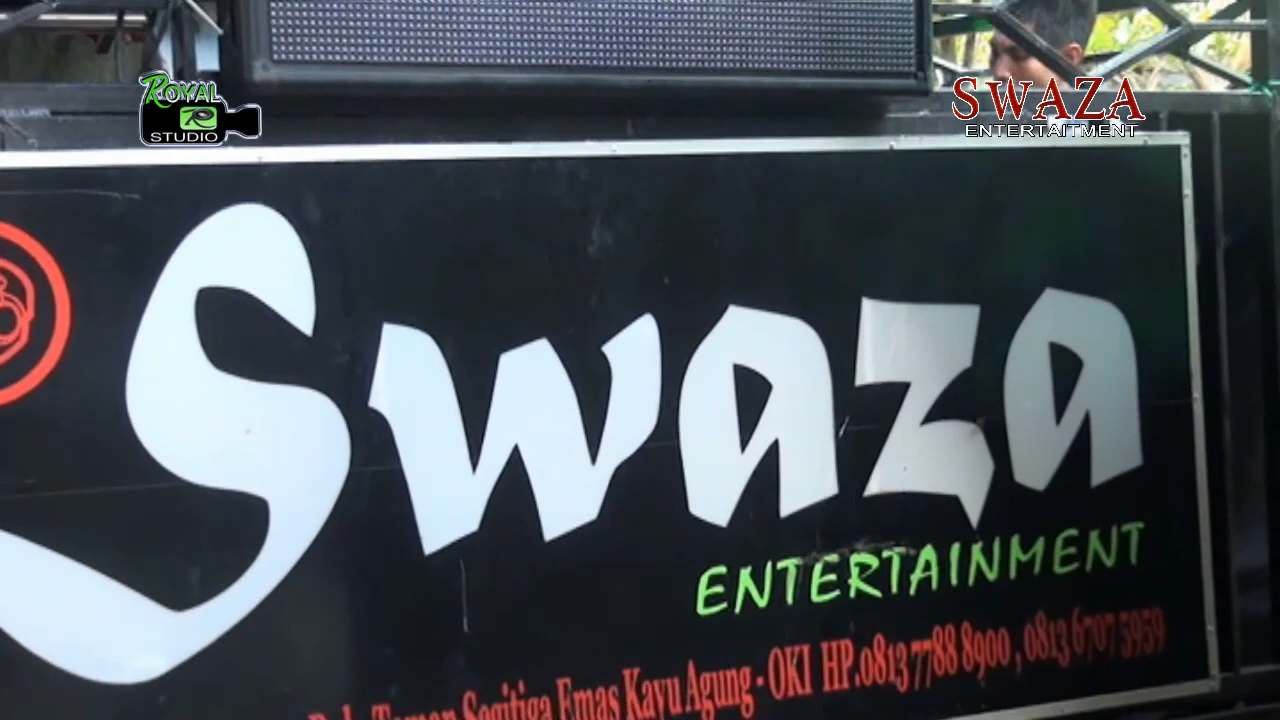 ROYAL
R
STUDIO
SWAZA
ENTERTAITMENT
Swaza
ENTERTAINMENT
Taman Segitiga Emas Kayu Agung - OKI HP.0813 7788 8900 , 0813 6707 5959